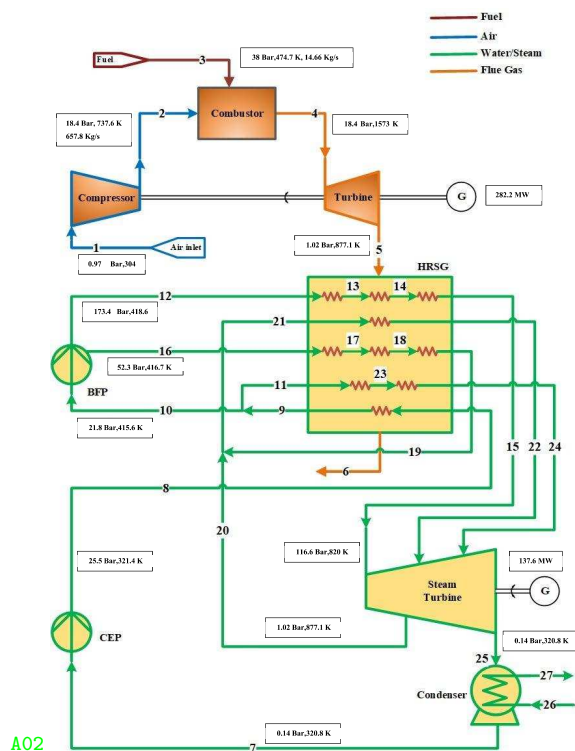 Fuel
Air
Water/Steam
Flue Gas
Fuel
3
38 Bar,474.7 K, 14.66 Kg/s
18.4 Bar, 737.6 K
657.8 Kg/s
2
Combustor
4
18.4 Bar,1573 K
Compressor
Turbine
G
282.2 MW
1
Air inlet
0.97 Bar,304
1.02 Bar,877.1 K
5
HRSG
12
13
14
173.4 Bar,418.6
21
16
17
18
52.3 Bar,416.7 K
BFP
11
23
10
9
21.8 Bar,415.6 K
19
15
22
24
6
8
20
25.5 Bar,321.4 K
116.6 Bar,820 K
137.6 MW
Steam
Turbine
G
CEP
1.02 Bar,877.1 K
0.14 Bar,320.8 K
25
27
Condenser
26
0.14 Bar,320.8 K
7
A02